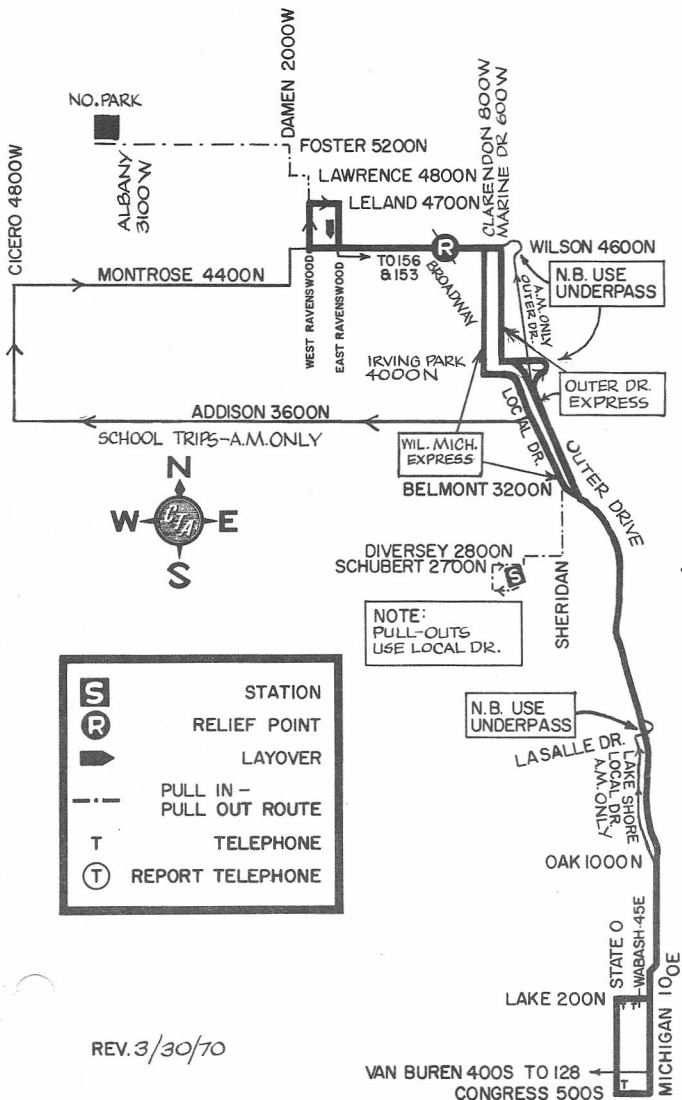 DAMEN 2000W
NO. PARK
CLARENDON 800W
MARINE DR 600W
CICERO 4800W
ALBANY
3100W
FOSTER 5200N
LAWRENCE 4800N
LELAND 4700N
WILSON 4600N
R
TO 156
& 153
BROADWAY
MONTROSE 4400N
WEST RAVENSWOOD
EAST RAVENSWOOD
N.B. USE
UNDERPASS
A.M. ONLY
OUTER DR.
IRVING PARK
4000N
OUTER DR.
EXPRESS
ADDISON 3600N
SCHOOL TRIPS-A.M. ONLY
LOCAL DR.
WIL. MICH.
EXPRESS
OUTER DRIVE
BELMONT 3200N
N
W
CTA
E
S
DIVERSEY 2800N
SCHUBERT 2700N
S
SHERIDAN
NOTE:
PULL-OUTS
USE LOCAL DR.
S STATION
R RELIEF POINT
LAYOVER
PULL IN –
PULL OUT ROUTE
T TELEPHONE
T REPORT TELEPHONE
N.B. USE
UNDERPASS
LASALLE DR.
LAKE SHORE
LOCAL DR.
A.M. ONLY
OAK 1000N
STATE 0
WABASH-45E
LAKE 200N
T T
MICHIGAN 100E
REV. 3/30/70
VAN BUREN 400S TO 128
T
CONGRESS 500S